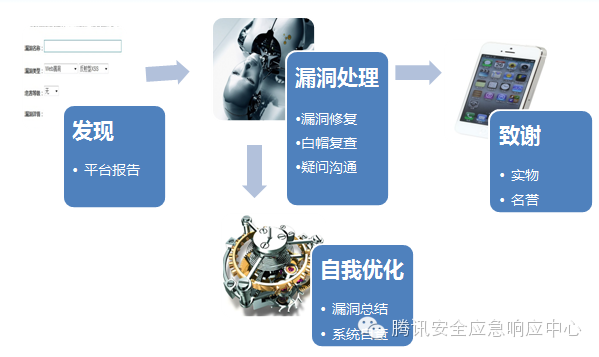 漏洞名称：
漏洞类型：
Web漏洞
反射型XSS
危害等级：
无
漏洞详情：
发现
• 平台报告
漏洞处理
•漏洞修复
•白帽复查
•疑问沟通
致谢
• 实物
• 名誉
自我优化
• 漏洞总结
• 系统自查
腾讯安全应急响应中心